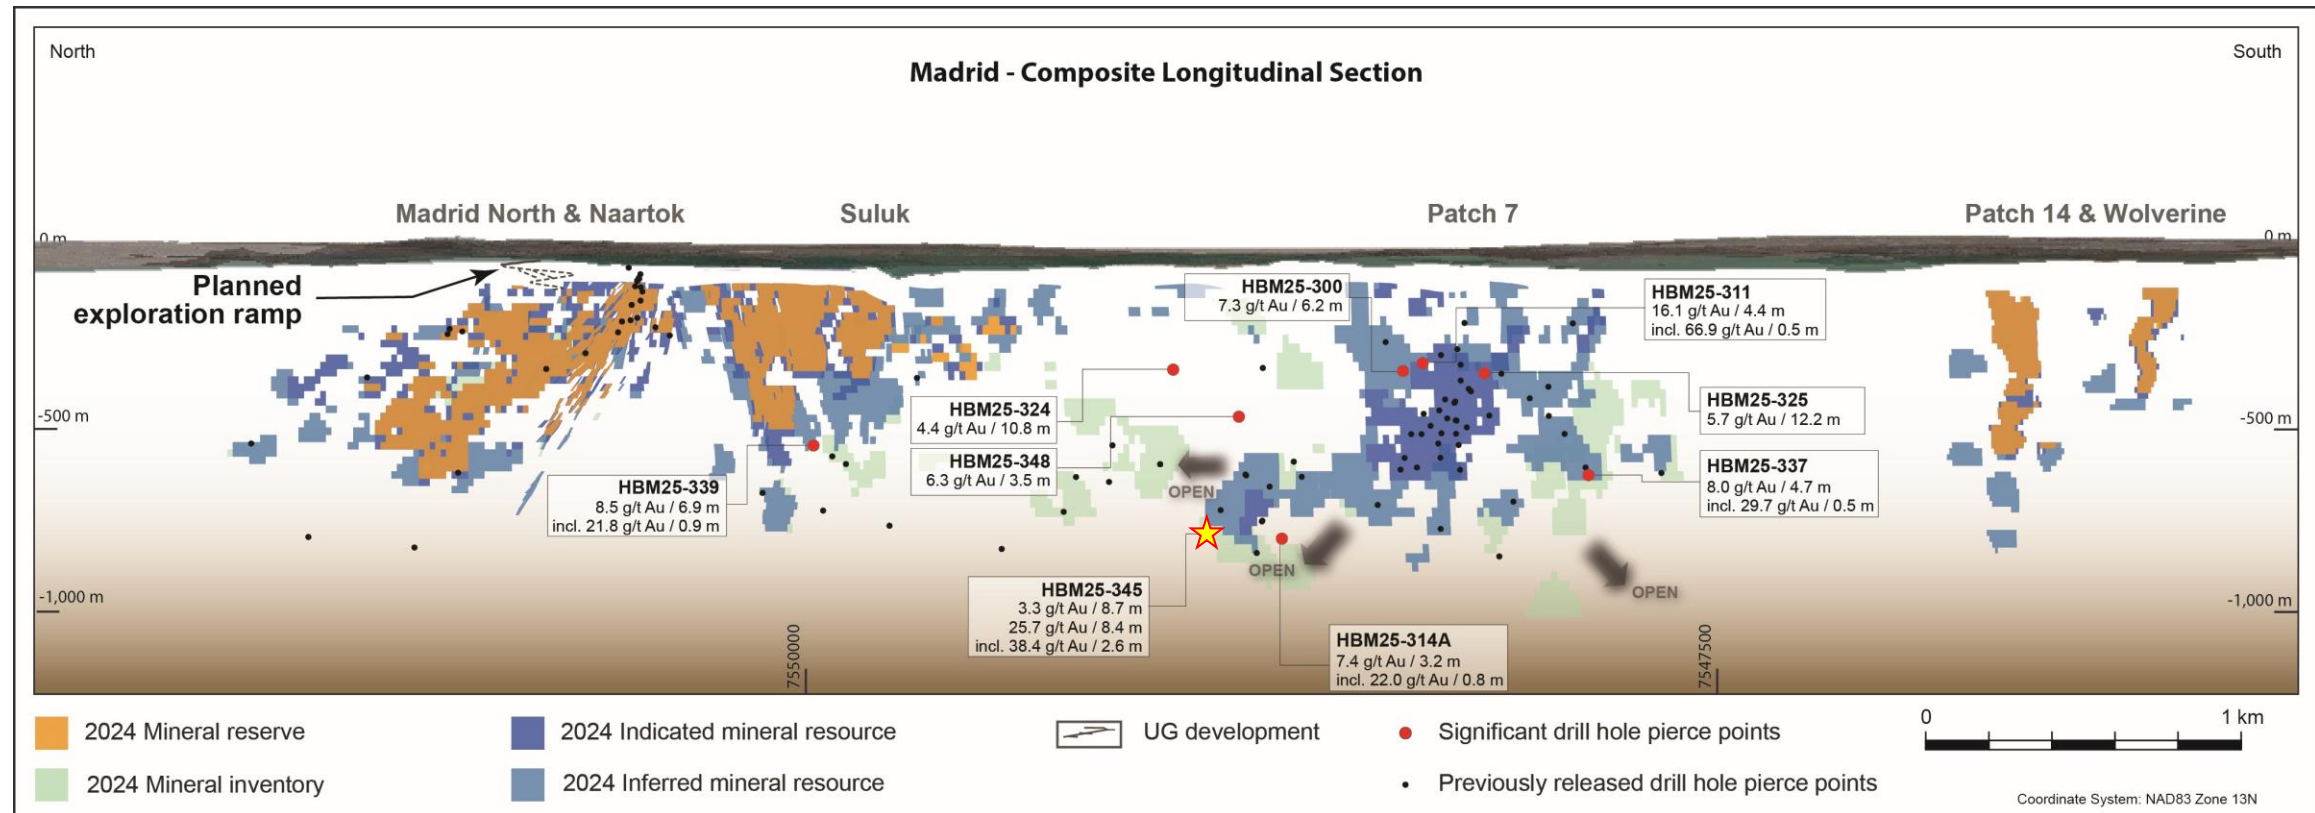 North
South
Madrid - Composite Longitudinal Section
Madrid North & Naartok
Suluk
Patch 7
Patch 14 & Wolverine
0 m
0 m
Planned
exploration ramp
HBM25-300
7.3 g/t Au / 6.2 m
HBM25-311
16.1 g/t Au / 4.4 m
incl. 66.9 g/t Au / 0.5 m
HBM25-324
4.4 g/t Au / 10.8 m
HBM25-325
5.7 g/t Au / 12.2 m
-500 m
-500 m
HBM25-348
6.3 g/t Au / 3.5 m
HBM25-337
8.0 g/t Au / 4.7 m
incl. 29.7 g/t Au / 0.5 m
HBM25-339
8.5 g/t Au / 6.9 m
incl. 21.8 g/t Au / 0.9 m
OPEN
OPEN
OPEN
HBM25-345
3.3 g/t Au / 8.7 m
25.7 g/t Au / 8.4 m
incl. 38.4 g/t Au / 2.6 m
-1,000 m
-1,000 m
HBM25-314A
7.4 g/t Au / 3.2 m
incl. 22.0 g/t Au / 0.8 m
7550000
7547500
2024 Mineral reserve
2024 Indicated mineral resource
UG development
Significant drill hole pierce points
0
1 km
2024 Mineral inventory
2024 Inferred mineral resource
Previously released drill hole pierce points
Coordinate System: NAD83 Zone 13N